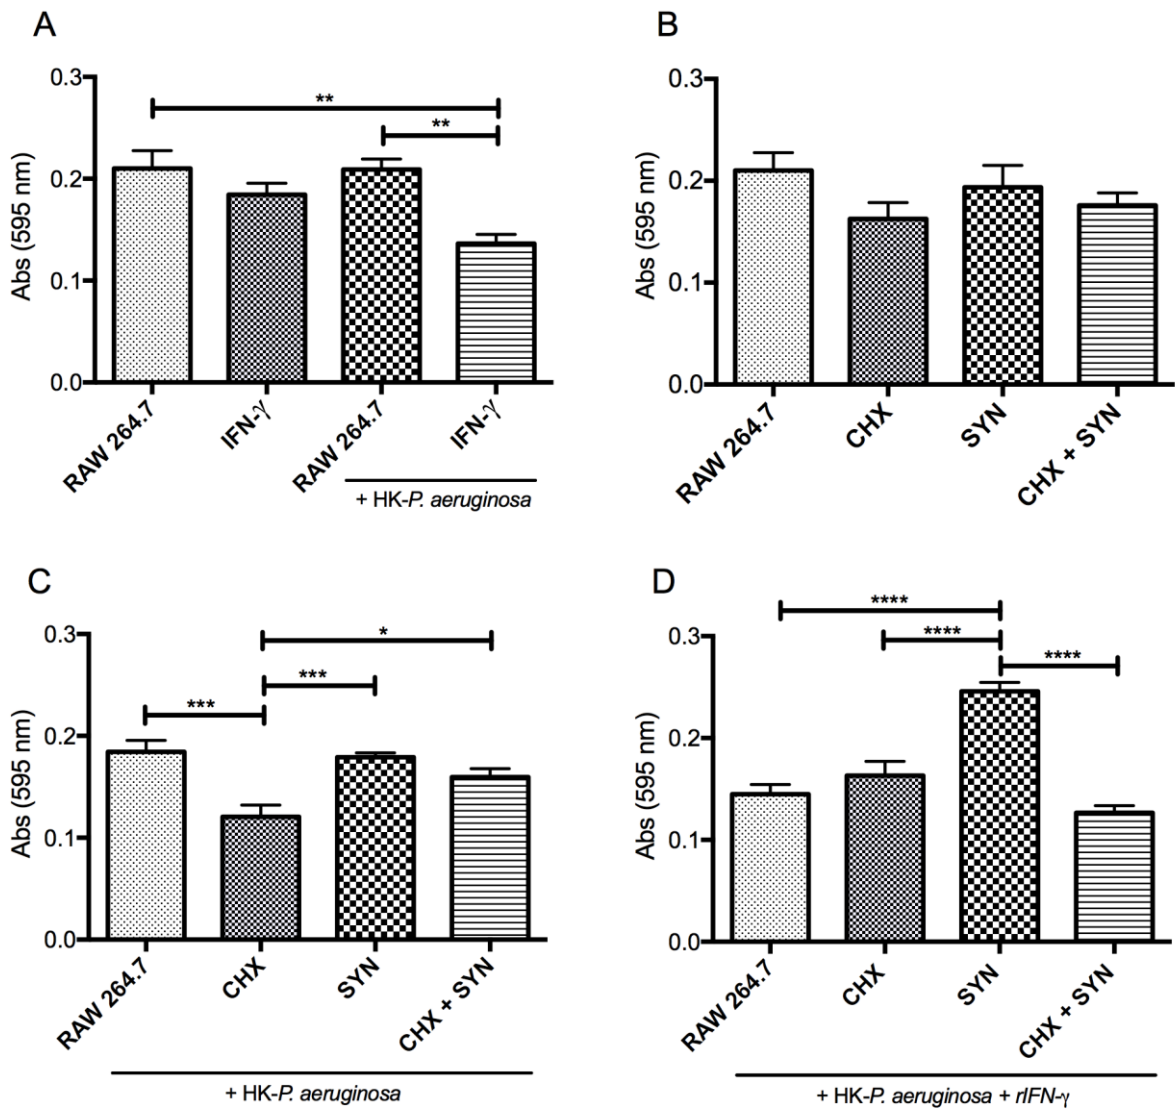 A
0.3
0.2
0.1
0.0
Abs (595 nm)
**
**
RAW 264.7
IFN-γ
RAW 264.7
IFN-γ
+ HK-P. aeruginosa
B
0.3
0.2
0.1
0.0
Abs (595 nm)
RAW 264.7
CHX
SYN
CHX + SYN
C
0.3
0.2
0.1
0.0
Abs (595 nm)
*
***
***
RAW 264.7
CHX
SYN
CHX + SYN
+ HK-P. aeruginosa
D
0.3
0.2
0.1
0.0
Abs (595 nm)
****
****
****
RAW 264.7
CHX
SYN
CHX + SYN
+ HK-P. aeruginosa + rIFN-γ